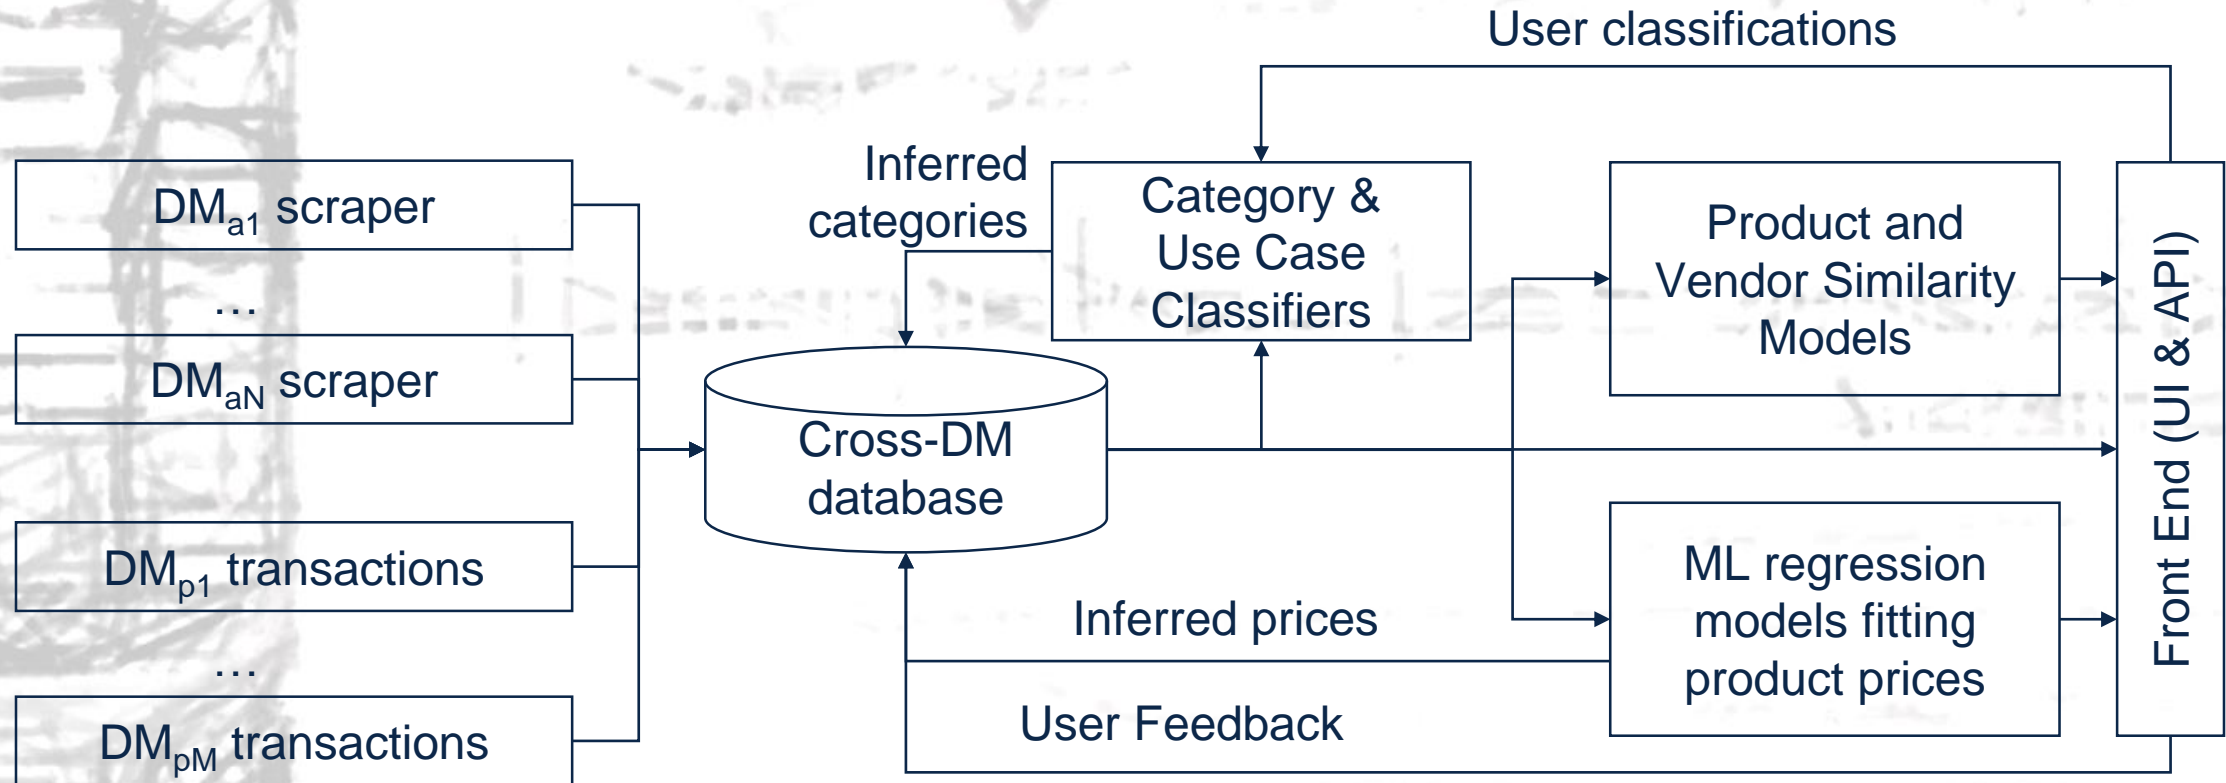 User classifications
DMa1 scraper
…
DMaN scraper
DMp1 transactions
…
DMpM transactions
Inferred
categories
Category &
Use Case
Classifiers
Cross-DM
database
Product and
Vendor Similarity
Models
Inferred prices
ML regression
models fitting
product prices
User Feedback
Front End (UI & API)